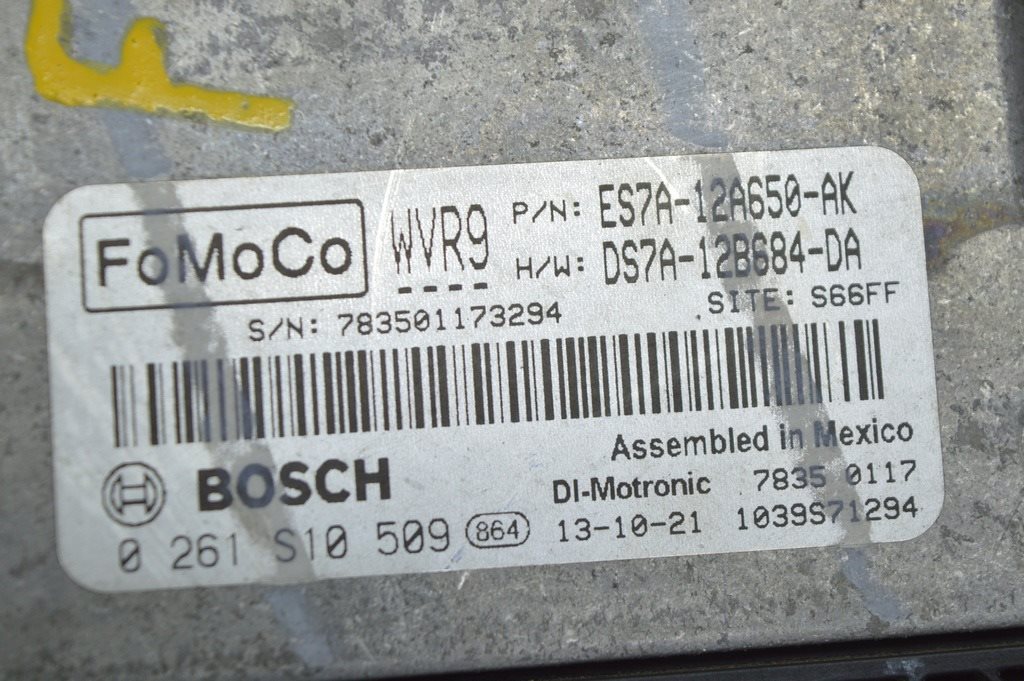 FoMoCo WVR9 P/N: ES7A-12A650-AK
H/W: DS7A-12B684-DA
S/N: 783501173294 SITE: S66FF
Assembled in Mexico
BOSCH DI-Motronic 7835 0117
0 261 S10 509 864 13-10-21 1039S71294